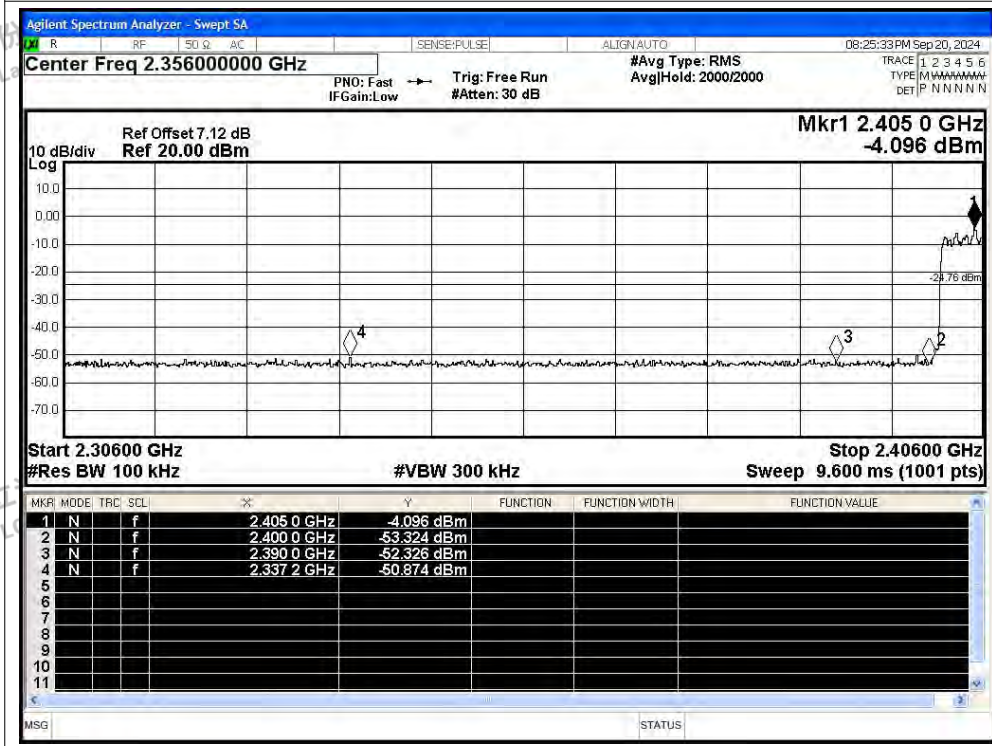 Agilent Spectrum Analyzer - Swept SA
LXI R RF 50 Ω AC SENSE:PULSE ALIGN AUTO 08:25:33 PM Sep 20, 2024
Center Freq 2.356000000 GHz
PNO: Fast
IFGain:Low
Trig: Free Run
#Atten: 30 dB
#Avg Type: RMS
Avg|Hold: 2000/2000
TRACE 1 2 3 4 5 6
TYPE M
DET P N N N N N
Mkr1 2.405 0 GHz
-4.096 dBm
Ref Offset 7.12 dB
10 dB/div Ref 20.00 dBm
Log
10.0
0.00
-10.0
-20.0
-30.0
-40.0
-50.0
-60.0
-70.0
1
-24.76 dBm
4
3
2
Start 2.30600 GHz Stop 2.40600 GHz
#Res BW 100 kHz #VBW 300 kHz Sweep 9.600 ms (1001 pts)
MKR MODE TRC SCL X Y FUNCTION FUNCTION WIDTH FUNCTION VALUE
1 N f 2.405 0 GHz -4.096 dBm
2 N f 2.400 0 GHz -53.324 dBm
3 N f 2.390 0 GHz -52.326 dBm
4 N f 2.337 2 GHz -50.874 dBm
5
6
7
8
9
10
11
MSG STATUS